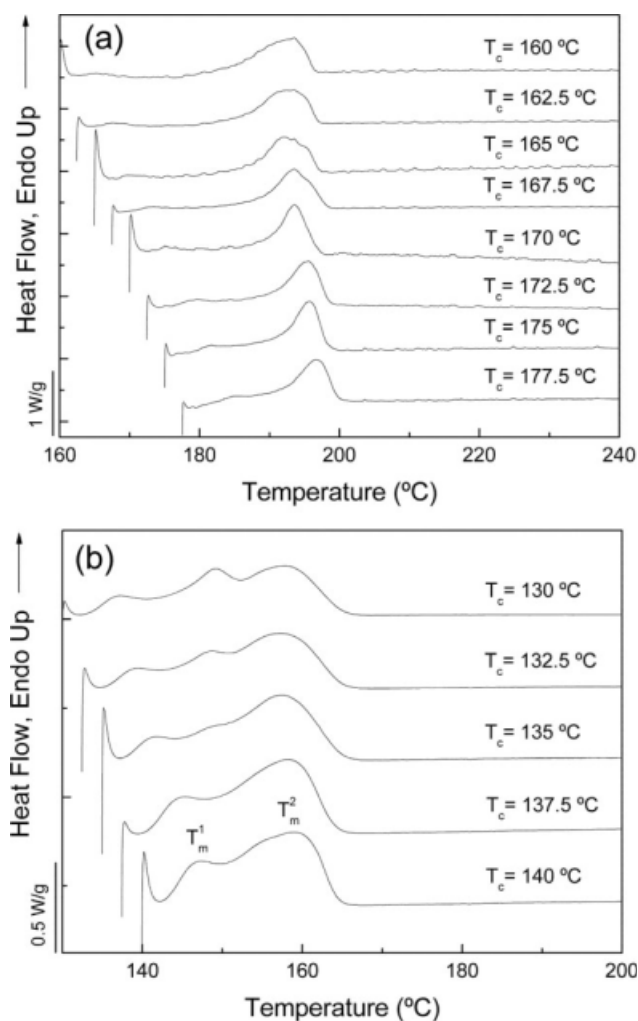 (a)
Heat Flow, Endo Up
1 W/g
T_c = 160 ºC
T_c = 162.5 ºC
T_c = 165 ºC
T_c = 167.5 ºC
T_c = 170 ºC
T_c = 172.5 ºC
T_c = 175 ºC
T_c = 177.5 ºC
160 180 200 220 240
Temperature (ºC)
(b)
Heat Flow, Endo Up
0.5 W/g
T_c = 130 ºC
T_c = 132.5 ºC
T_c = 135 ºC
T_c = 137.5 ºC
T_m^1 T_m^2
T_c = 140 ºC
140 160 180 200
Temperature (ºC)